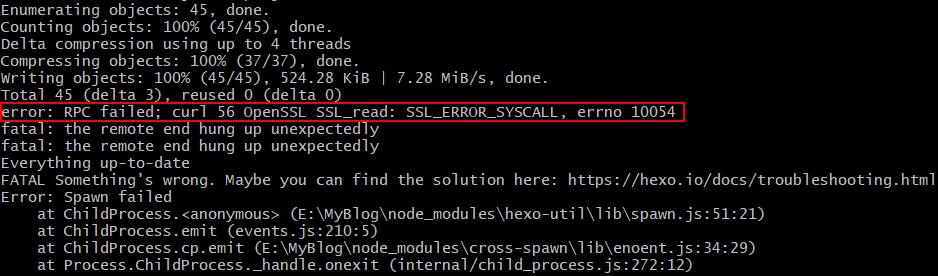 Enumerating objects: 45, done.
Counting objects: 100% (45/45), done.
Delta compression using up to 4 threads
Compressing objects: 100% (37/37), done.
Writing objects: 100% (45/45), 524.28 KiB | 7.28 MiB/s, done.
Total 45 (delta 3), reused 0 (delta 0)
error: RPC failed; curl 56 OpenSSL SSL_read: SSL_ERROR_SYSCALL, errno 10054
fatal: the remote end hung up unexpectedly
fatal: the remote end hung up unexpectedly
Everything up-to-date
FATAL Something's wrong. Maybe you can find the solution here: https://hexo.io/docs/troubleshooting.html
Error: Spawn failed
    at ChildProcess.<anonymous> (E:\MyBlog\node_modules\hexo-util\lib\spawn.js:51:21)
    at ChildProcess.emit (events.js:210:5)
    at ChildProcess.cp.emit (E:\MyBlog\node_modules\cross-spawn\lib\enoent.js:34:29)
    at Process.ChildProcess._handle.onexit (internal/child_process.js:272:12)